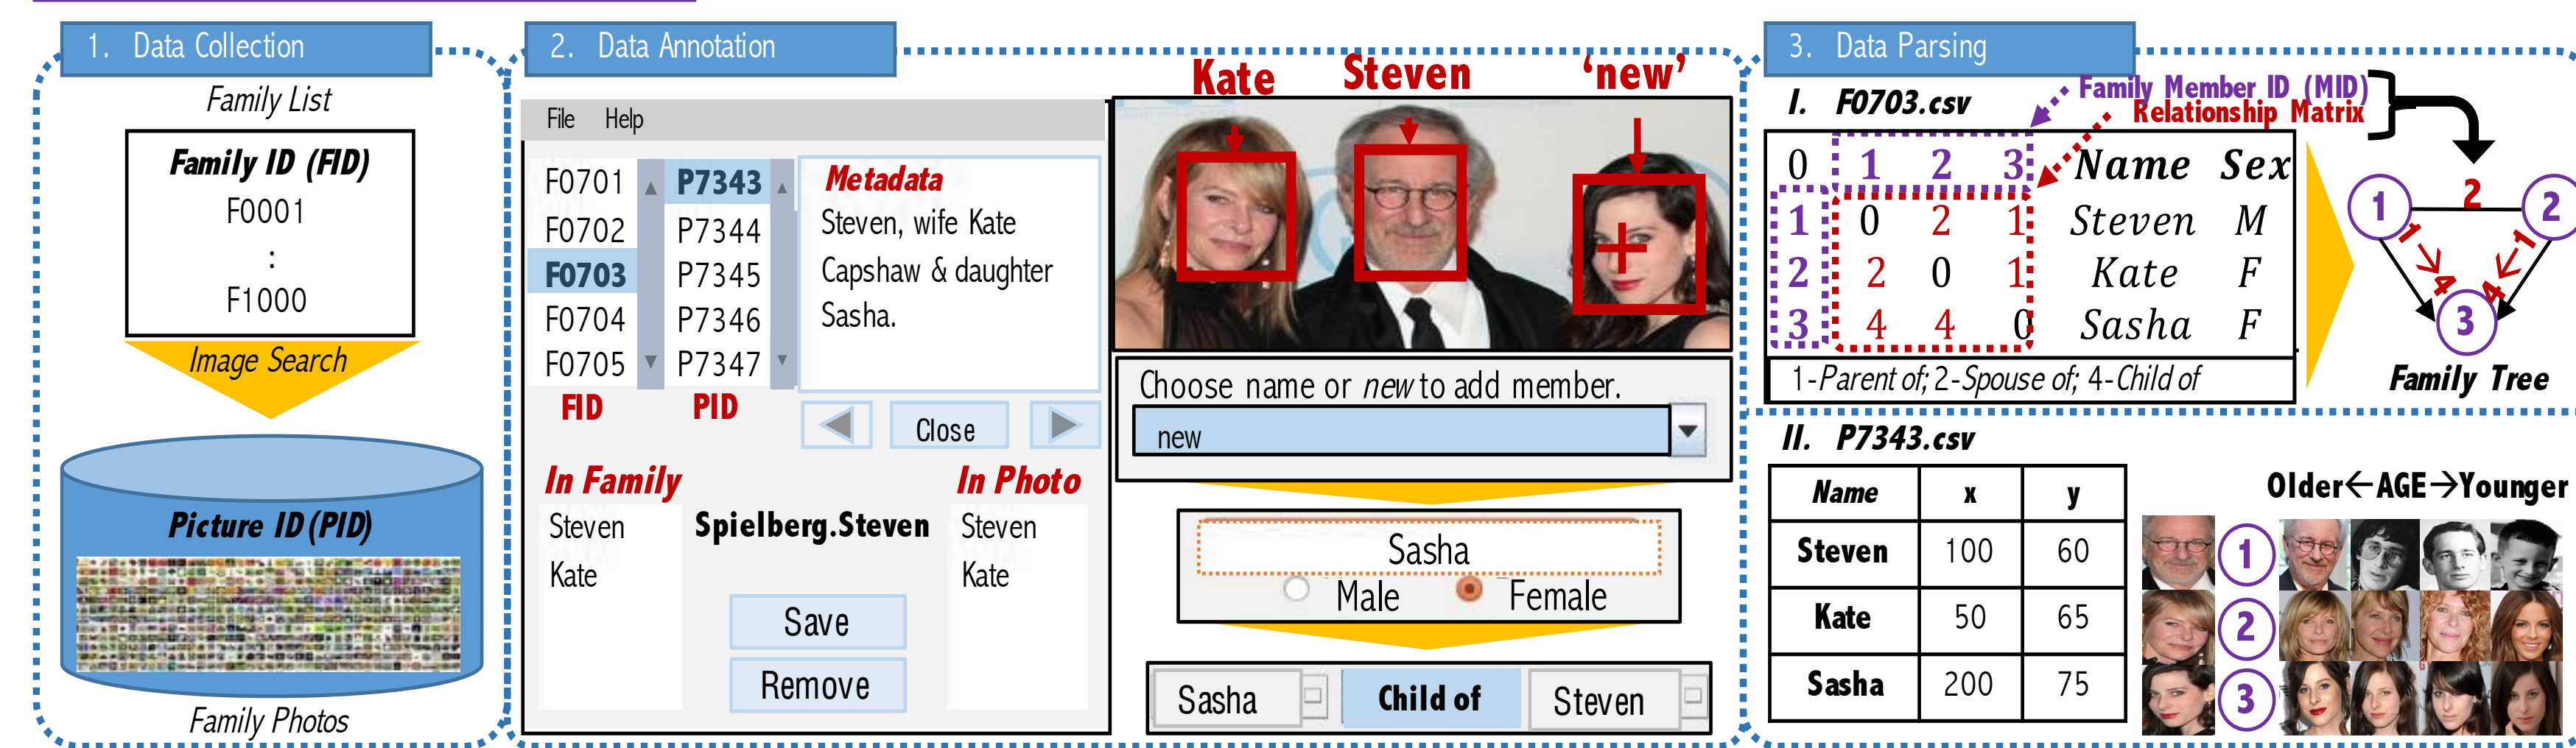 1. Data Collection
Family List
Family ID (FID)
F0001
:
F1000
Image Search
Picture ID (PID)
Family Photos
2. Data Annotation
File Help
F0701
F0702
F0703
F0704
F0705
FID
P7343
P7344
P7345
P7346
P7347
PID
Metadata
Steven, wife Kate
Capshaw & daughter
Sasha.
Close
In Family
Steven
Kate
Spielberg.Steven
Save
Remove
In Photo
Steven
Kate
Kate Steven ‘new’
Choose name or new to add member.
new
Sasha
Male Female
Sasha Child of Steven
3. Data Parsing
I. F0703.csv
Family Member ID (MID)
Relationship Matrix
0 1 2 3 Name Sex
1 0 2 1 Steven M
2 2 0 1 Kate F
3 4 4 0 Sasha F
1-Parent of; 2-Spouse of; 4-Child of
1 2 2
1 1
4 4
3
Family Tree
II. P7343.csv
Name x y
Steven 100 60
Kate 50 65
Sasha 200 75
Older←AGE→Younger
1
2
3